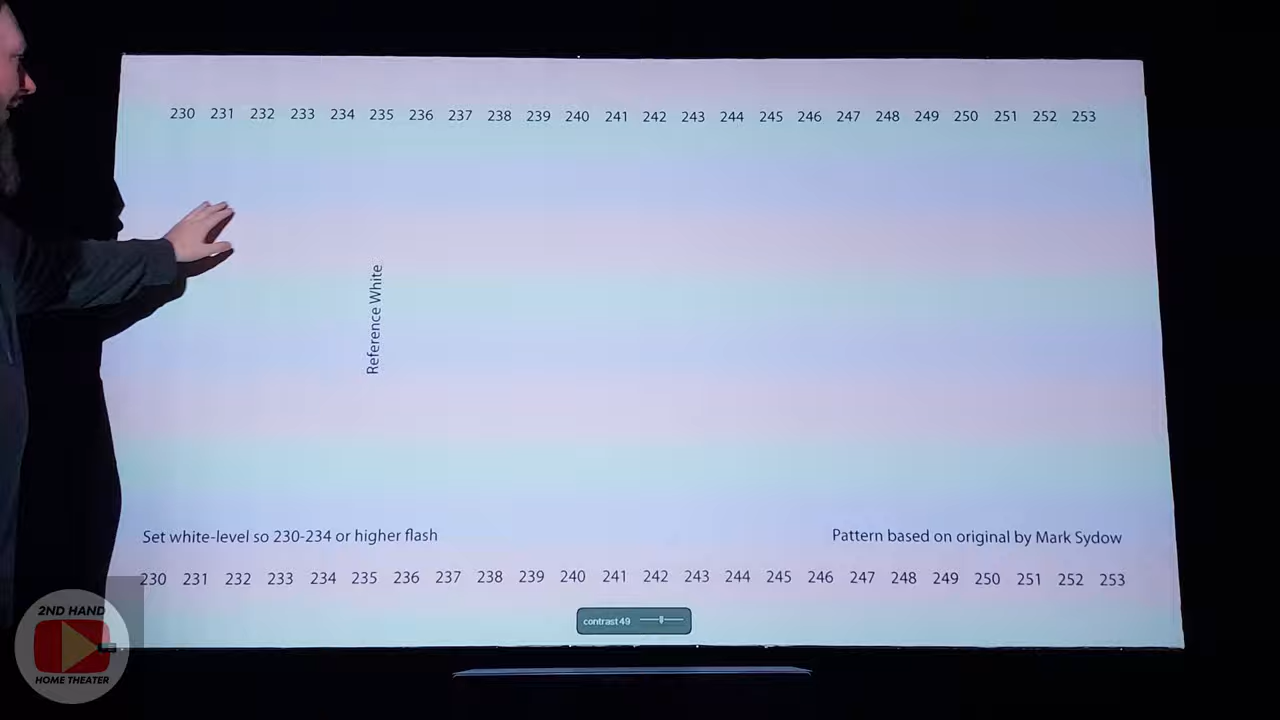 230 231 232 233 234 235 236 237 238 239 240 241 242 243 244 245 246 247 248 249 250 251 252 253
Reference White
Set white-level so 230-234 or higher flash
Pattern based on original by Mark Sydow
230 231 232 233 234 235 236 237 238 239 240 241 242 243 244 245 246 247 248 249 250 251 252 253
contrast 49
2ND HAND
HOME THEATER